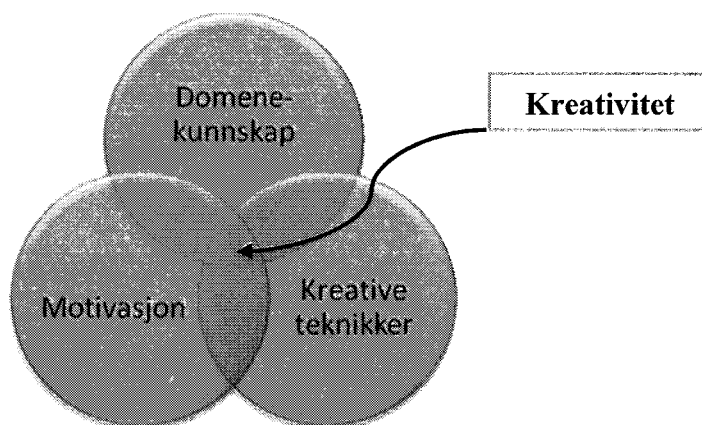 Domene-
kunnskap
Kreativitet
Motivasjon
Kreative
teknikker